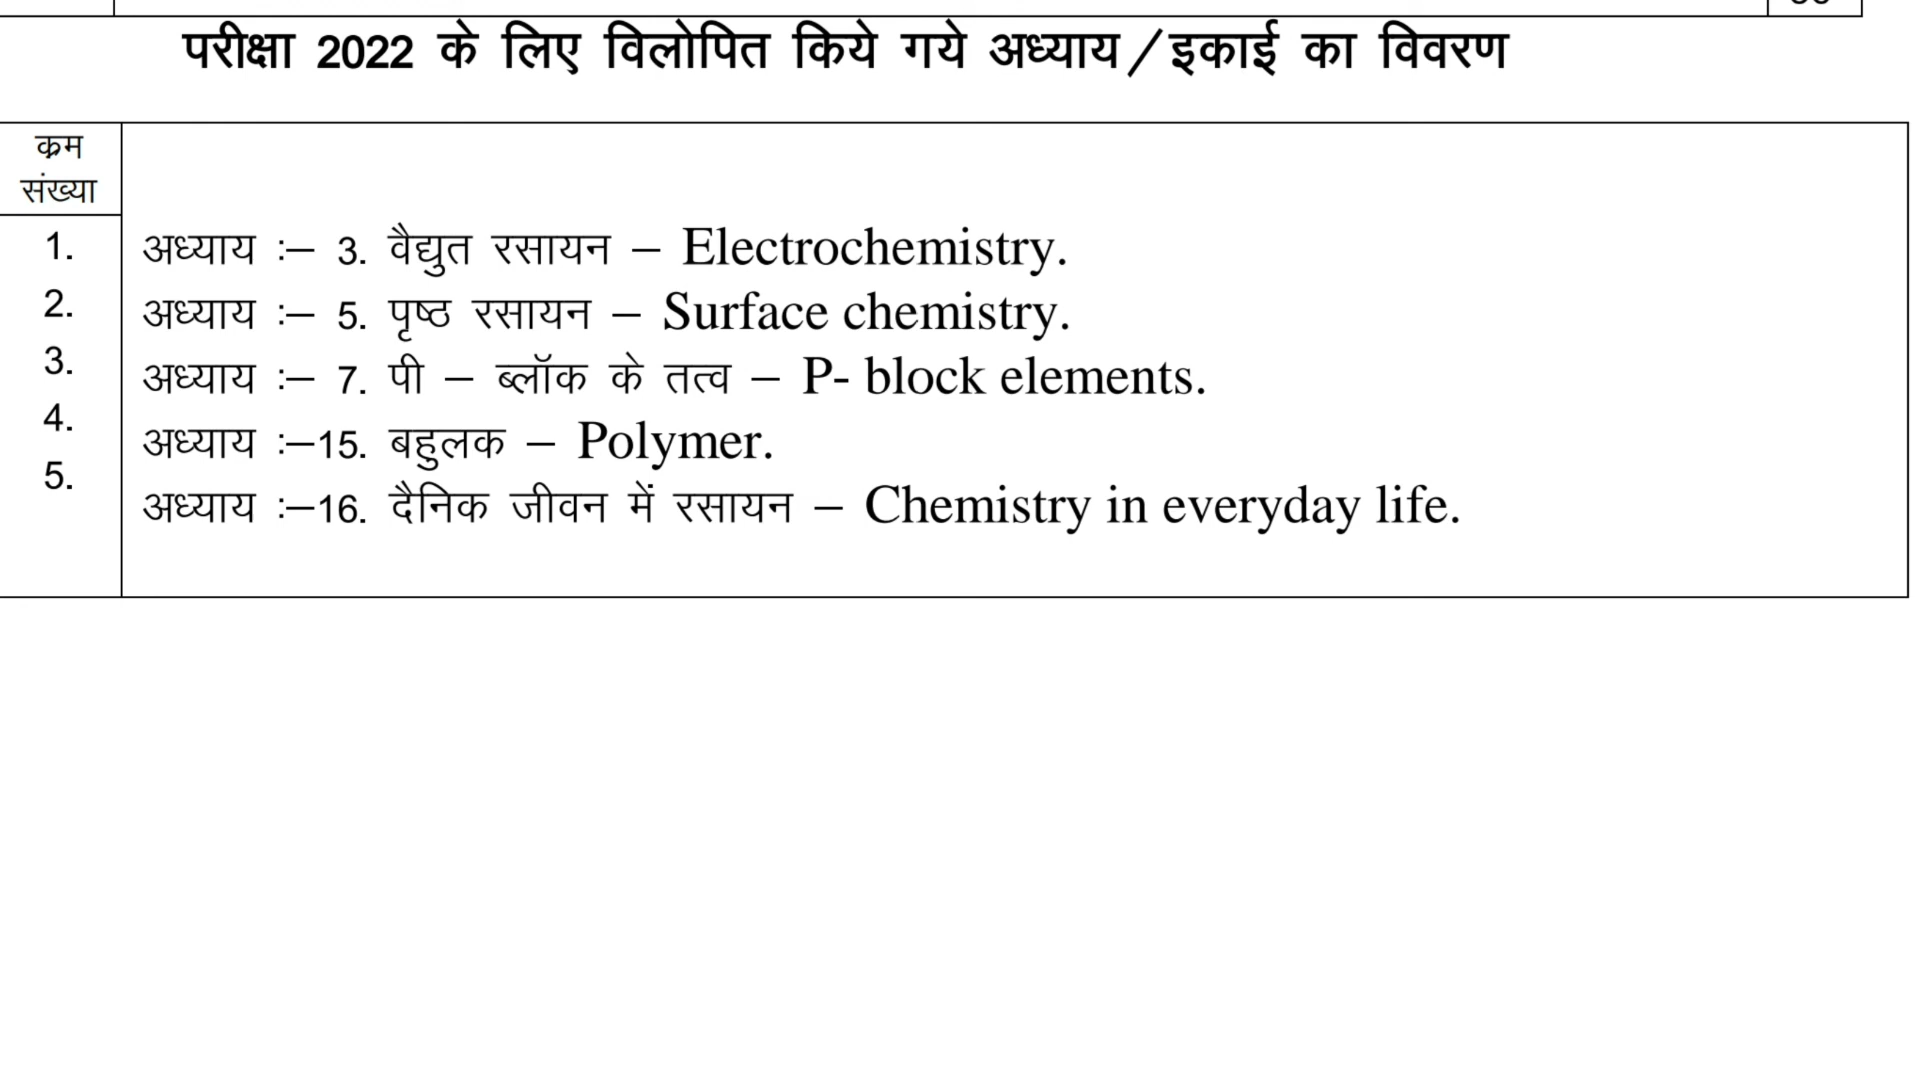 परीक्षा 2022 के लिए विलोपित किये गये अध्याय/इकाई का विवरण
क्रम
संख्या
1. अध्याय :– 3. वैद्युत रसायन – Electrochemistry.
2. अध्याय :– 5. पृष्ठ रसायन – Surface chemistry.
3. अध्याय :– 7. पी – ब्लॉक के तत्व – P- block elements.
4. अध्याय :–15. बहुलक – Polymer.
5. अध्याय :–16. दैनिक जीवन में रसायन – Chemistry in everyday life.